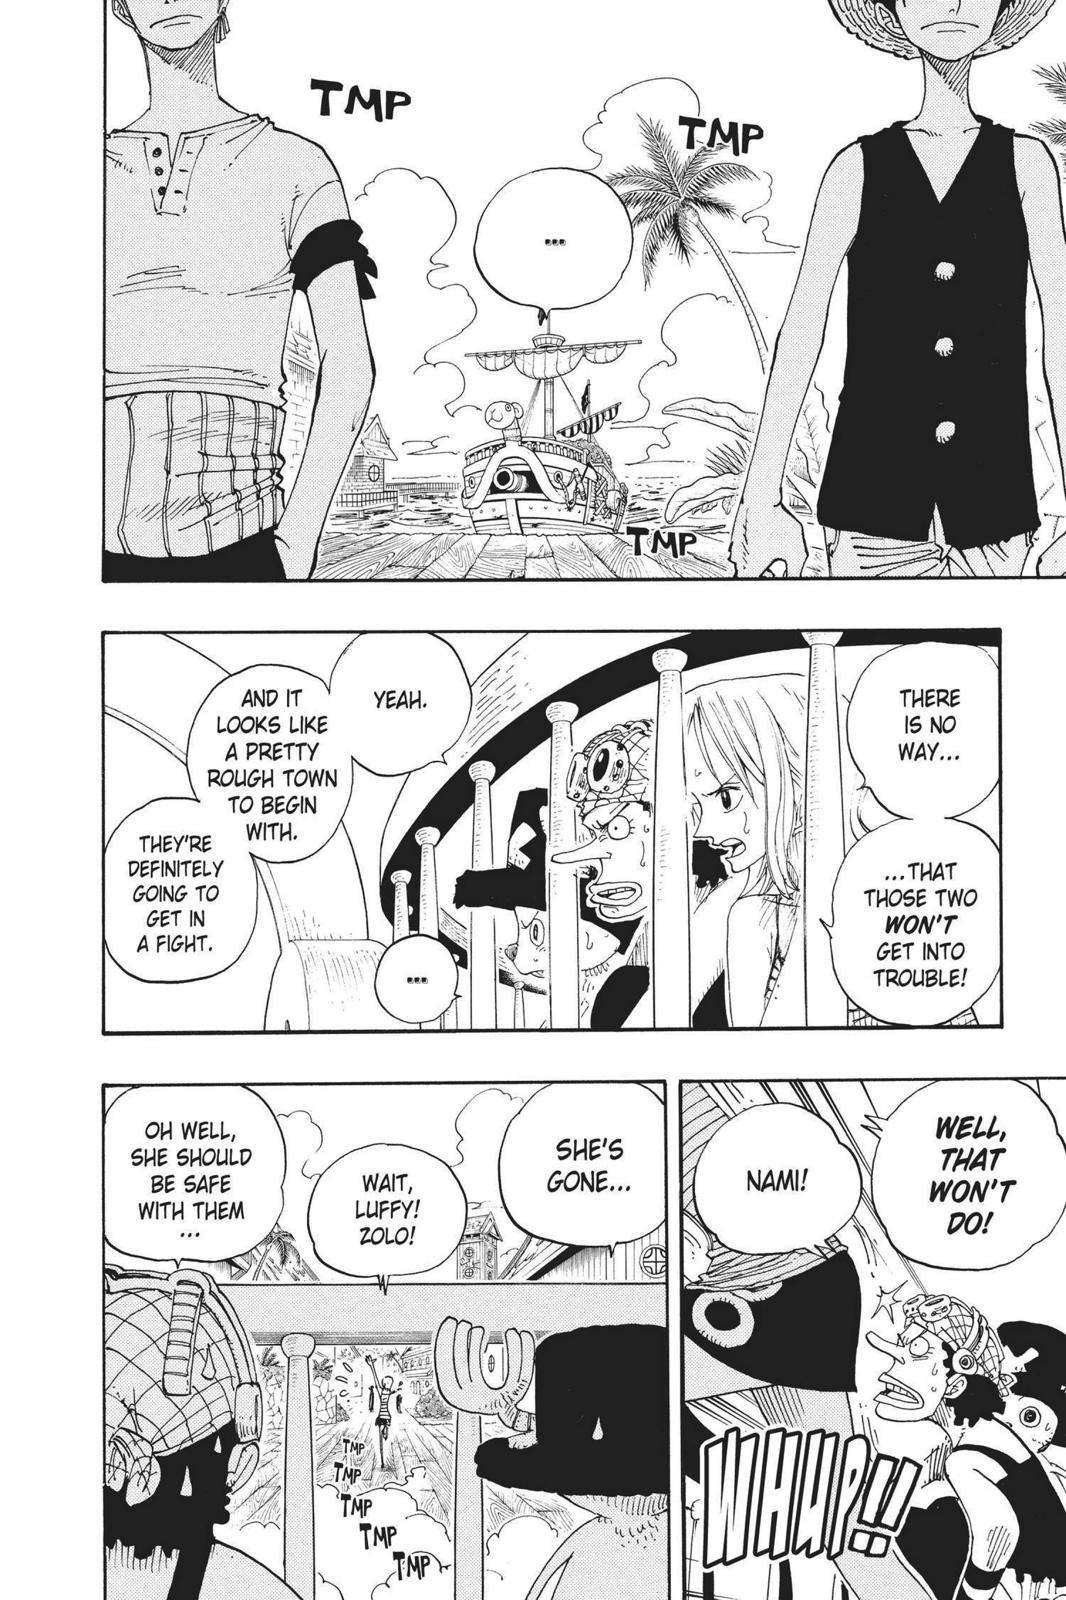 TMP
TMP
...
TMP
THERE
IS NO
WAY...
...THAT
THOSE TWO
WON'T
GET INTO
TROUBLE!
YEAH.
AND IT
LOOKS LIKE
A PRETTY
ROUGH TOWN
TO BEGIN
WITH.
THEY'RE
DEFINITELY
GOING TO
GET IN
A FIGHT.
...
WELL,
THAT
WON'T
DO!
NAMI!
WHUP!!
SHE'S
GONE...
WAIT,
LUFFY!
ZOLO!
OH WELL,
SHE SHOULD
BE SAFE
WITH THEM
...
TMP
TMP
TMP
TMP
TMP